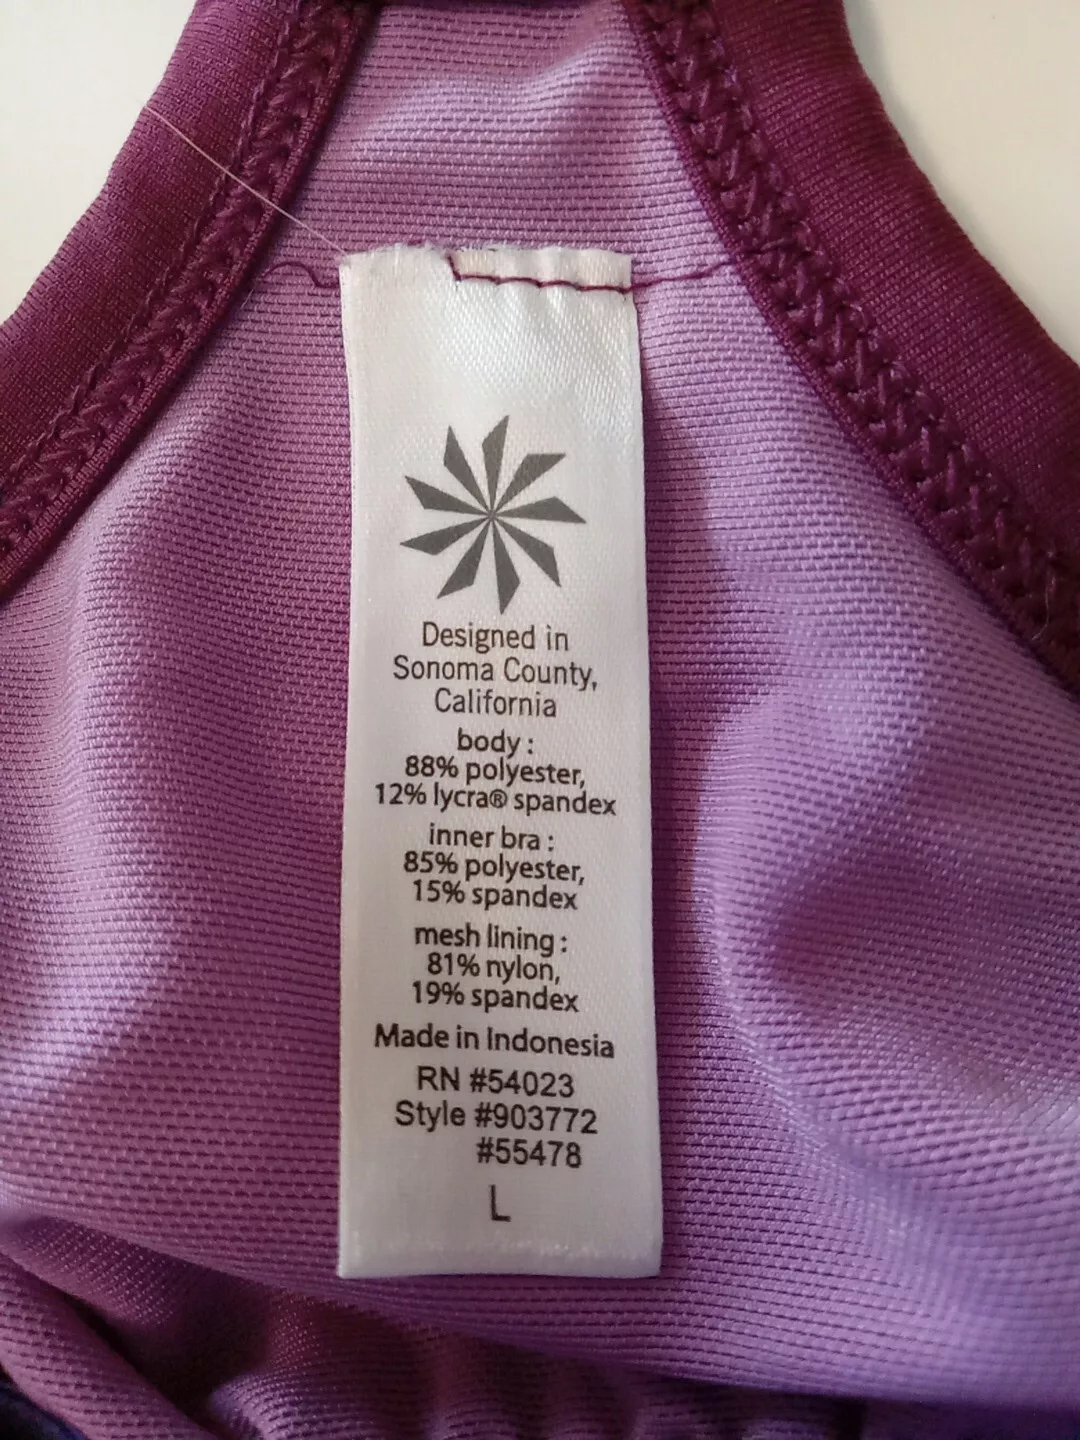 Designed in
Sonoma County,
California
body :
88% polyester,
12% lycra® spandex
inner bra :
85% polyester,
15% spandex
mesh lining :
81% nylon,
19% spandex
Made in Indonesia
RN #54023
Style #903772
#55478
L